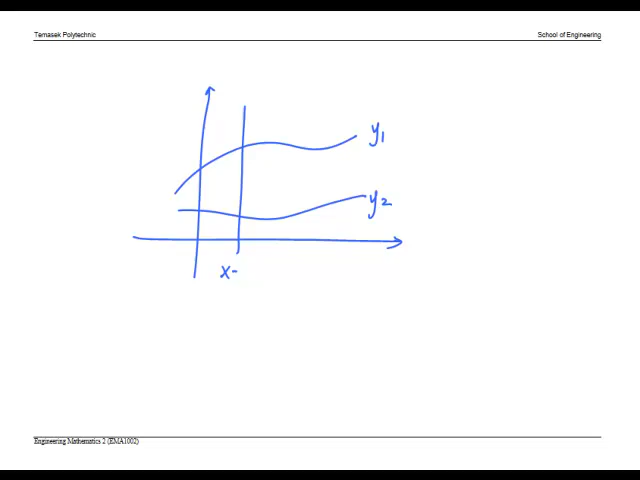 Temasek Polytechnic
School of Engineering
y1
y2
x-
Engineering Mathematics 2 (EMA1002)